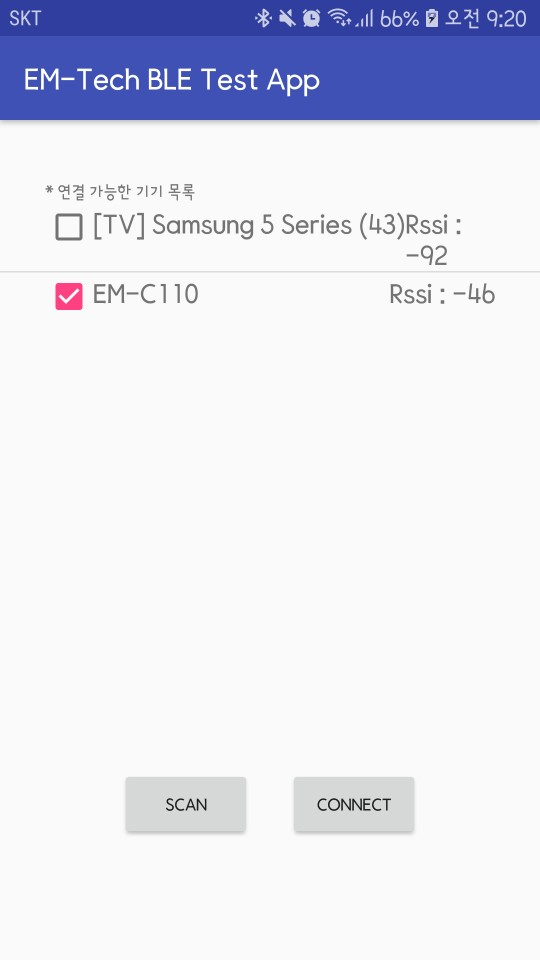 SKT 66% 오전 9:20
EM-Tech BLE Test App
* 연결 가능한 기기 목록
[TV] Samsung 5 Series (43)Rssi :
-92
EM-C110 Rssi : -46
SCAN CONNECT